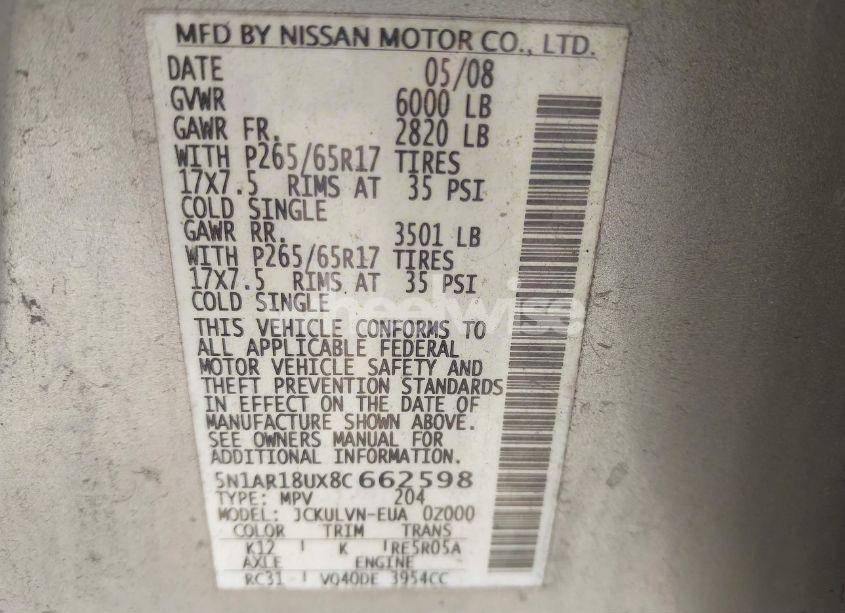 MFD BY NISSAN MOTOR CO., LTD.
DATE 05/08
GVWR 6000 LB
GAWR FR. 2820 LB
WITH P265/65R17 TIRES
17X7.5 RIMS AT 35 PSI
COLD SINGLE
GAWR RR. 3501 LB
WITH P265/65R17 TIRES
17X7.5 RIMS AT 35 PSI
COLD SINGLE
THIS VEHICLE CONFORMS TO
ALL APPLICABLE FEDERAL
MOTOR VEHICLE SAFETY AND
THEFT PREVENTION STANDARDS
IN EFFECT ON THE DATE OF
MANUFACTURE SHOWN ABOVE.
SEE OWNERS MANUAL FOR
ADDITIONAL INFORMATION.
5N1AR18UX8C662598
TYPE: MPV 204
MODEL: JCKULVN-EUA 0Z000
COLOR TRIM TRANS
K12 K RE5R05A
AXLE ENGINE
RC31 VQ40DE 3954CC